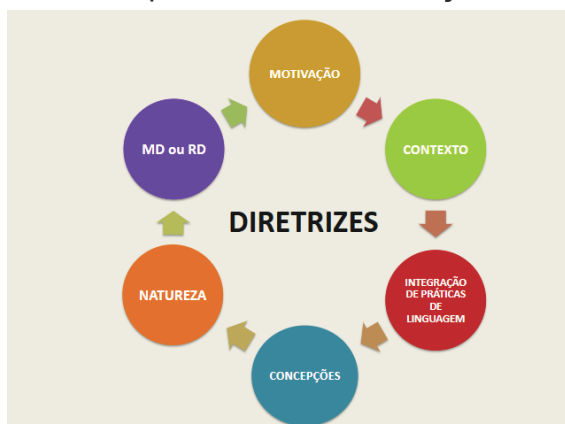 MOTIVAÇÃO
MD ou RD
CONTEXTO
DIRETRIZES
NATUREZA
INTEGRAÇÃO
DE PRÁTICAS
DE
LINGUAGEM
CONCEPÇÕES